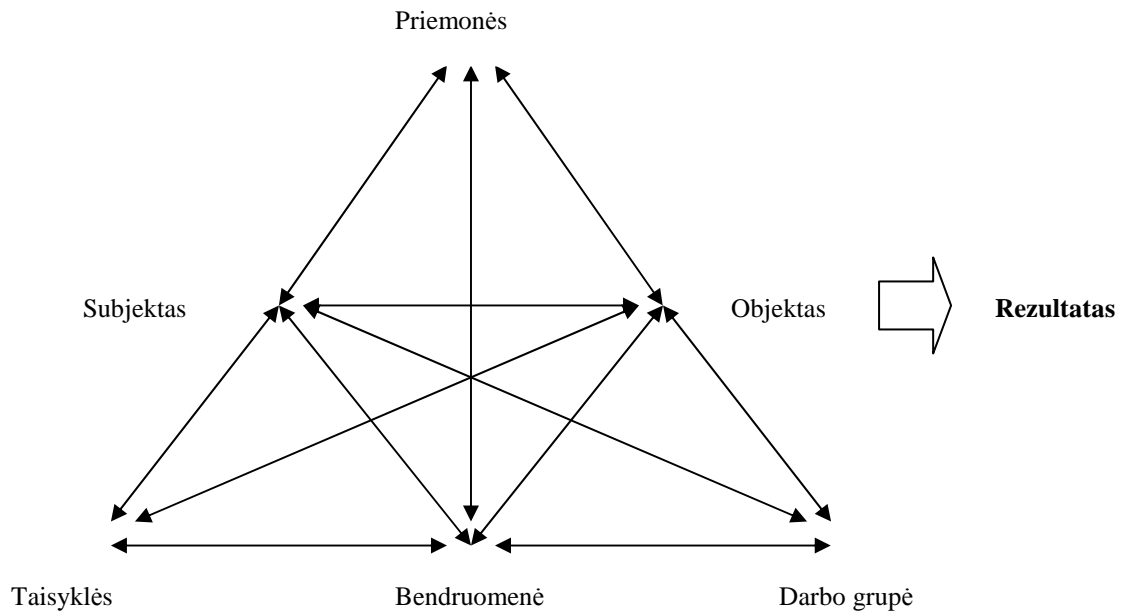 Priemonės
Subjektas
Objektas
Rezultatas
Taisyklės
Bendruomenė
Darbo grupė